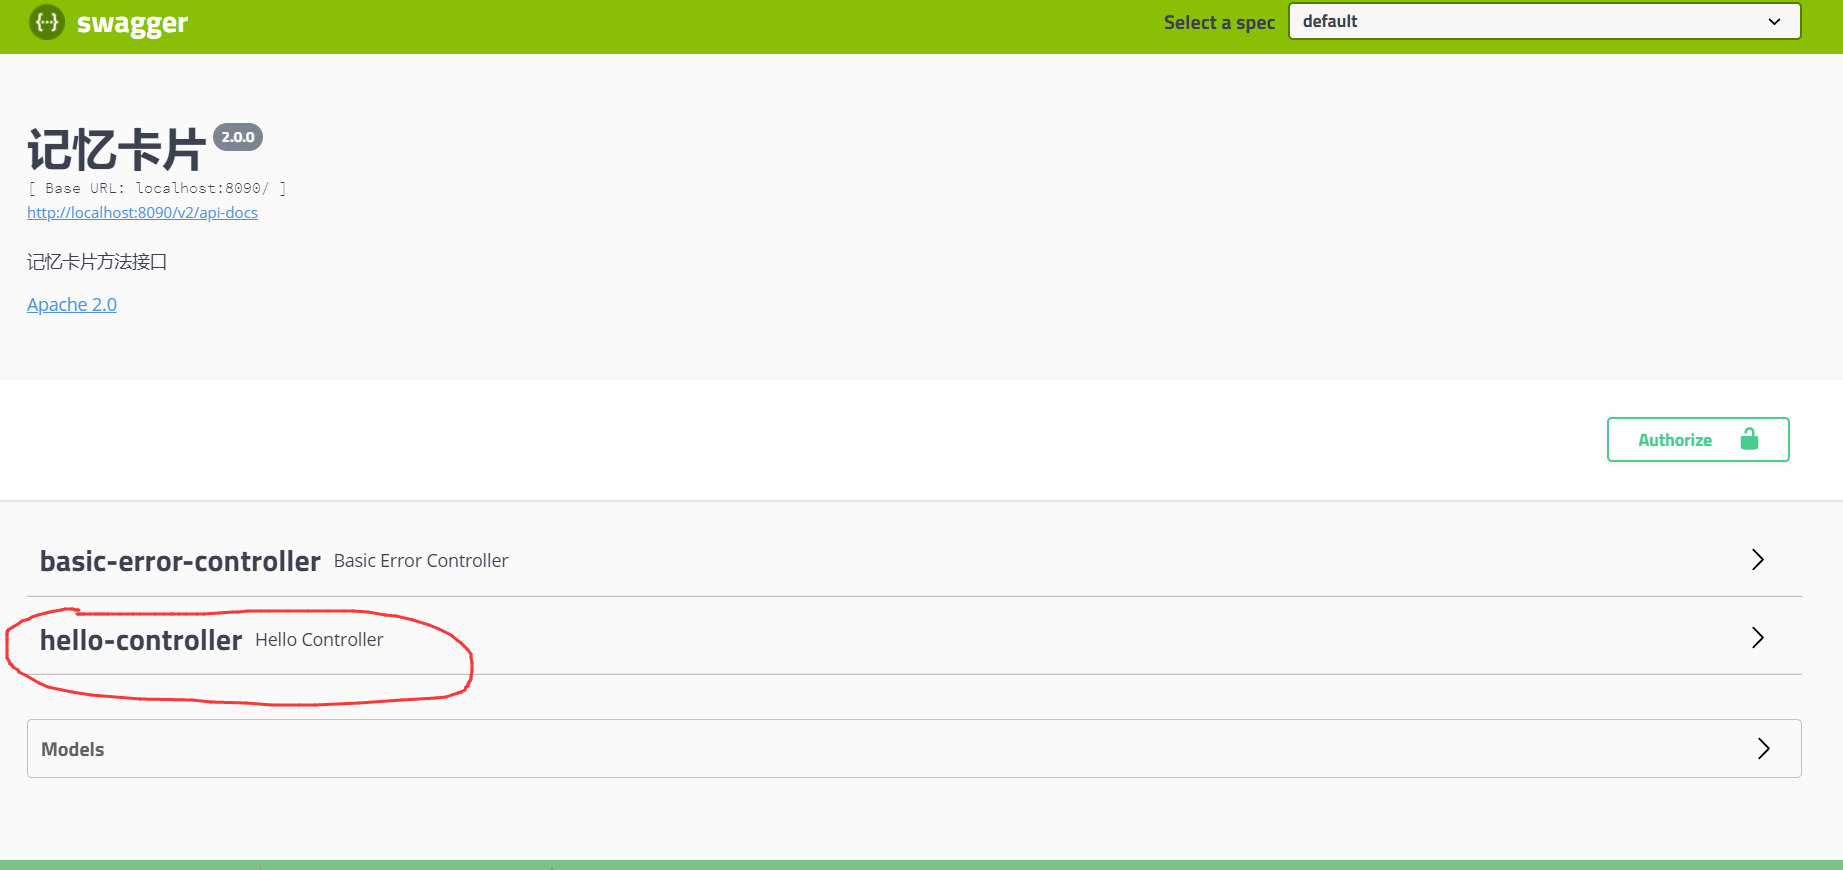 swagger
Select a spec
default
记忆卡片 2.0.0
[ Base URL: localhost:8090/ ]
http://localhost:8090/v2/api-docs
记忆卡片方法接口
Apache 2.0
Authorize
basic-error-controller Basic Error Controller
hello-controller Hello Controller
Models